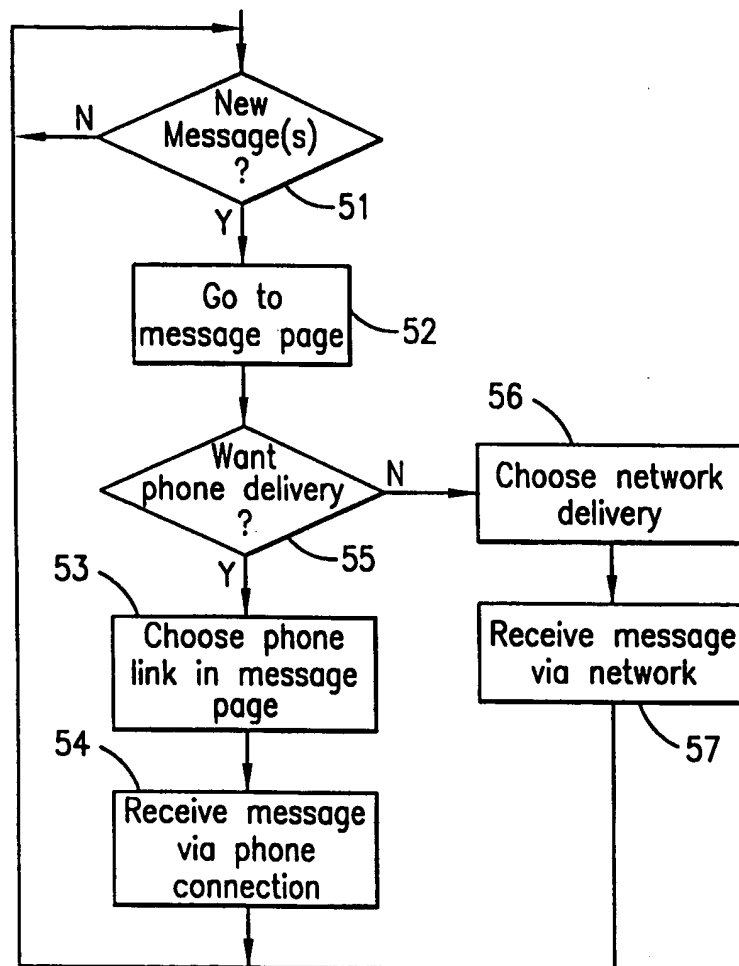 New
Message(s)
?
N
51
Y
Go to
message page
52
56
Want
phone delivery
?
N
Choose network
delivery
55
53
Y
Choose phone
link in message
page
Receive message
via network
54
57
Receive message
via phone
connection